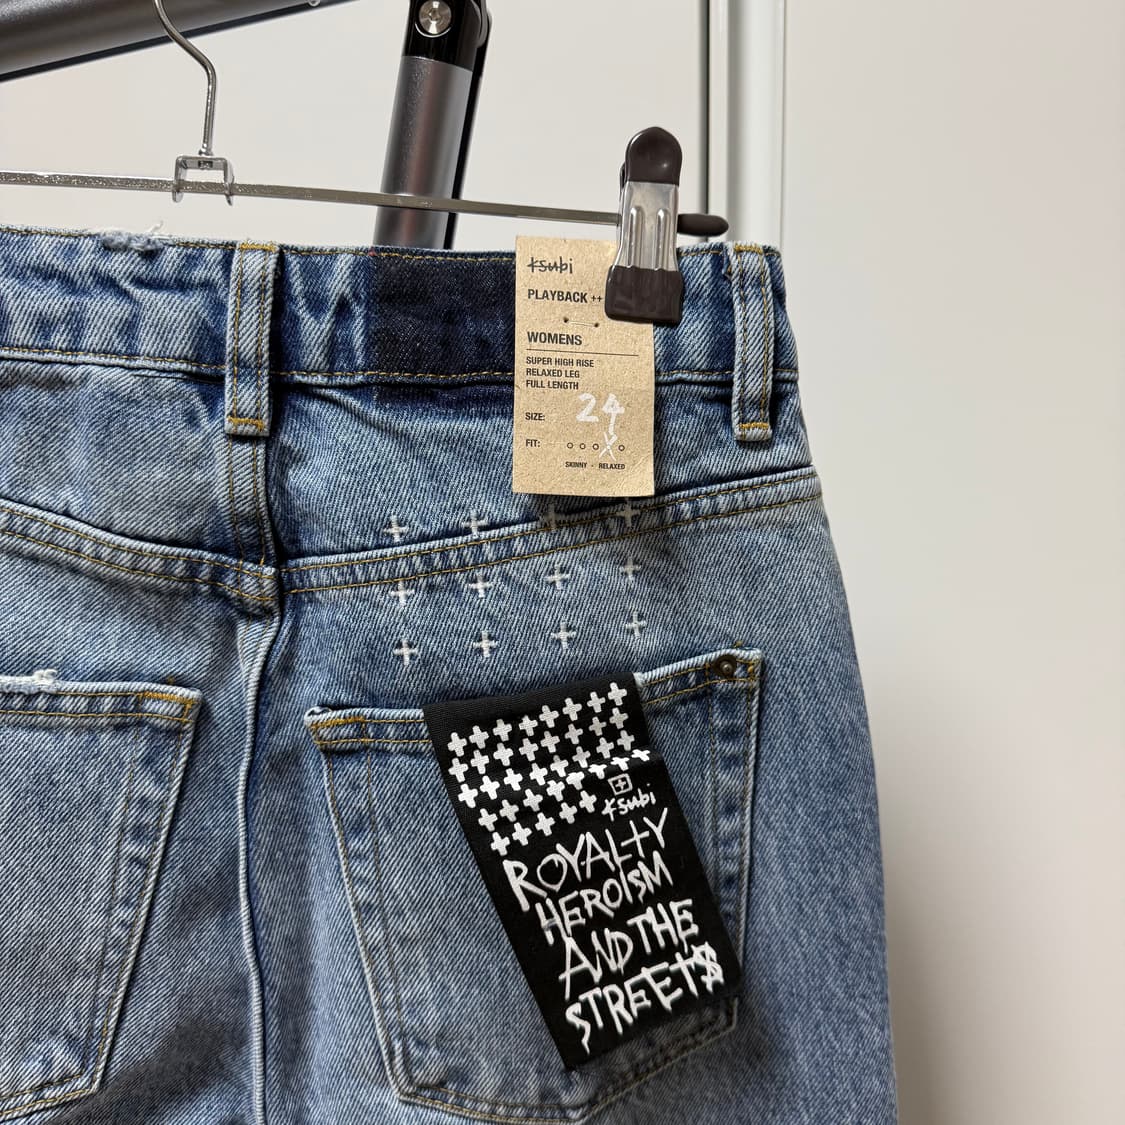 ksubi
PLAYBACK ++
WOMENS
SUPER HIGH RISE
RELAXED LEG
FULL LENGTH
SIZE: 24
FIT:
SKINNY - RELAXED
ksubi
ROYALTY
HEROISM
AND THE
STREET$